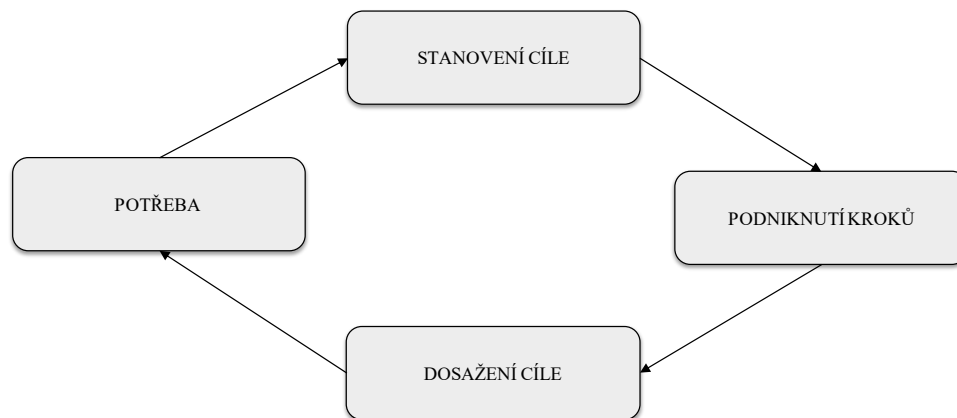 STANOVENÍ CÍLE
POTŘEBA
PODNIKNUTÍ KROKŮ
DOSAŽENÍ CÍLE